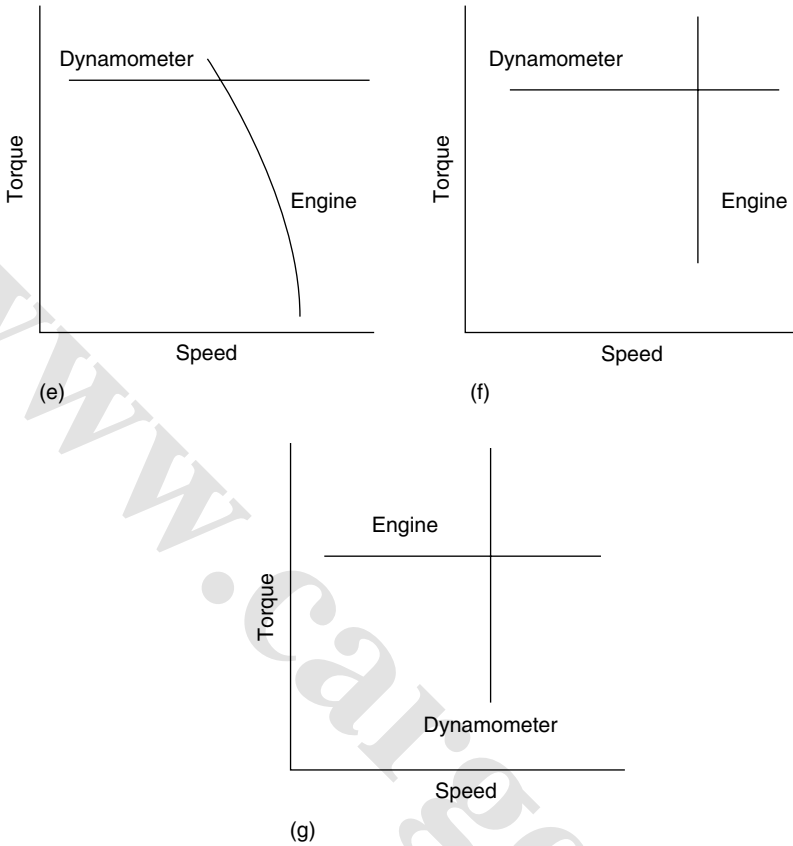 Dynamometer
Engine
Torque
Speed
(e)
Dynamometer
Engine
Torque
Speed
(f)
Engine
Dynamometer
Torque
Speed
(g)